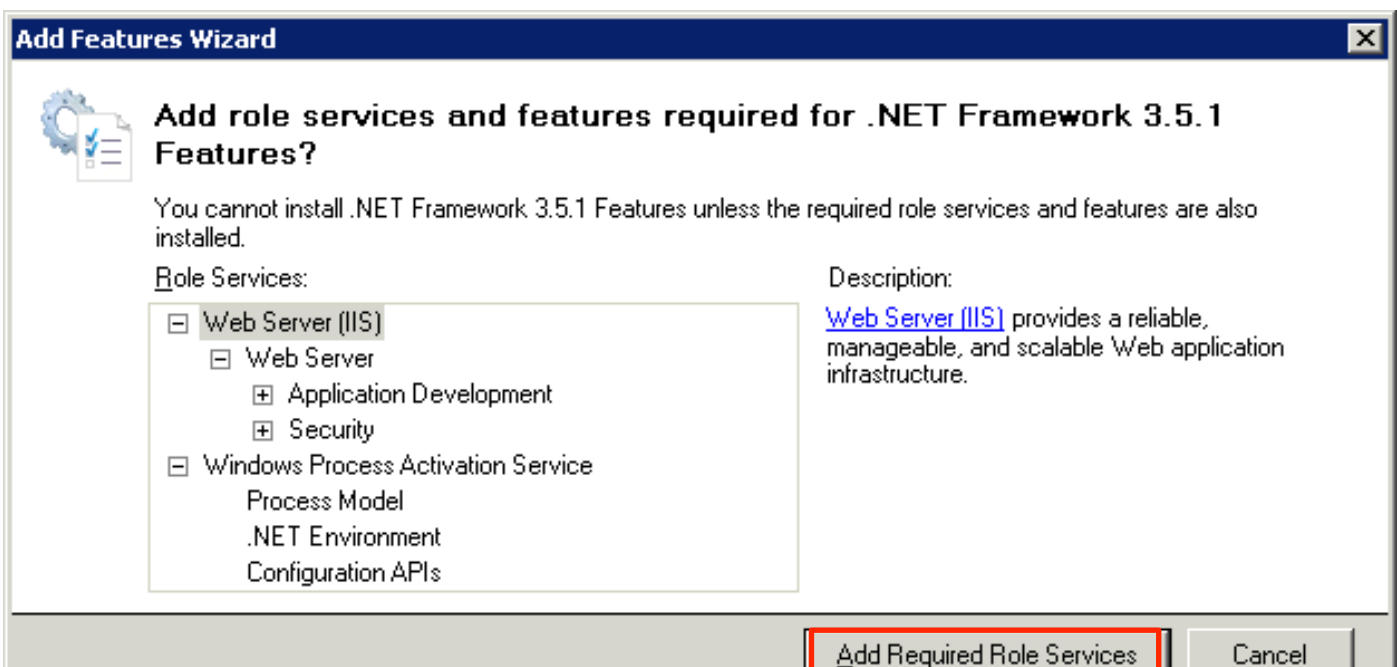 Add Features Wizard
Add role services and features required for .NET Framework 3.5.1
Features?
You cannot install .NET Framework 3.5.1 Features unless the required role services and features are also
installed.
Role Services:
Description:
Web Server (IIS)
Web Server
Application Development
Security
Windows Process Activation Service
Process Model
.NET Environment
Configuration APIs
Web Server (IIS) provides a reliable,
manageable, and scalable Web application
infrastructure.
Add Required Role Services
Cancel